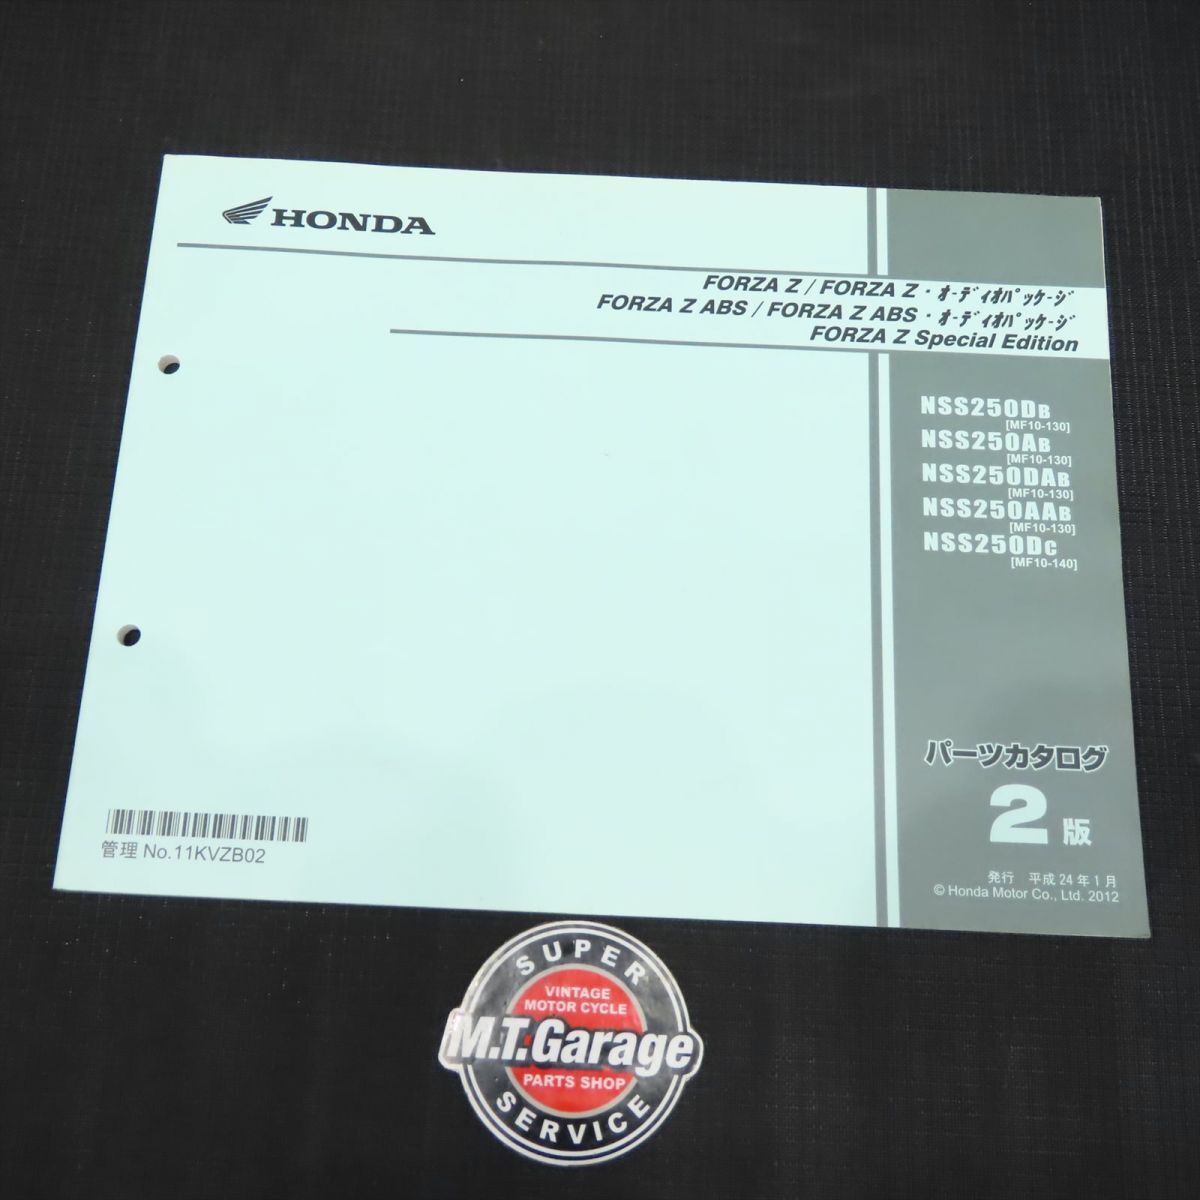 HONDA
FORZA Z / FORZA Z・ｵｰﾃﾞｨｵﾊﾟｯｹｰｼﾞ
FORZA Z ABS / FORZA Z ABS・ｵｰﾃﾞｨｵﾊﾟｯｹｰｼﾞ
FORZA Z Special Edition
NSS250DB
[MF10-130]
NSS250AB
[MF10-130]
NSS250DAB
[MF10-130]
NSS250AAB
[MF10-130]
NSS250DC
[MF10-140]
パーツカタログ
2版
発行 平成24年1月
© Honda Motor Co., Ltd. 2012
管理 No.11KVZB02
SUPER
VINTAGE
MOTOR CYCLE
M.T.Garage
PARTS SHOP
SERVICE